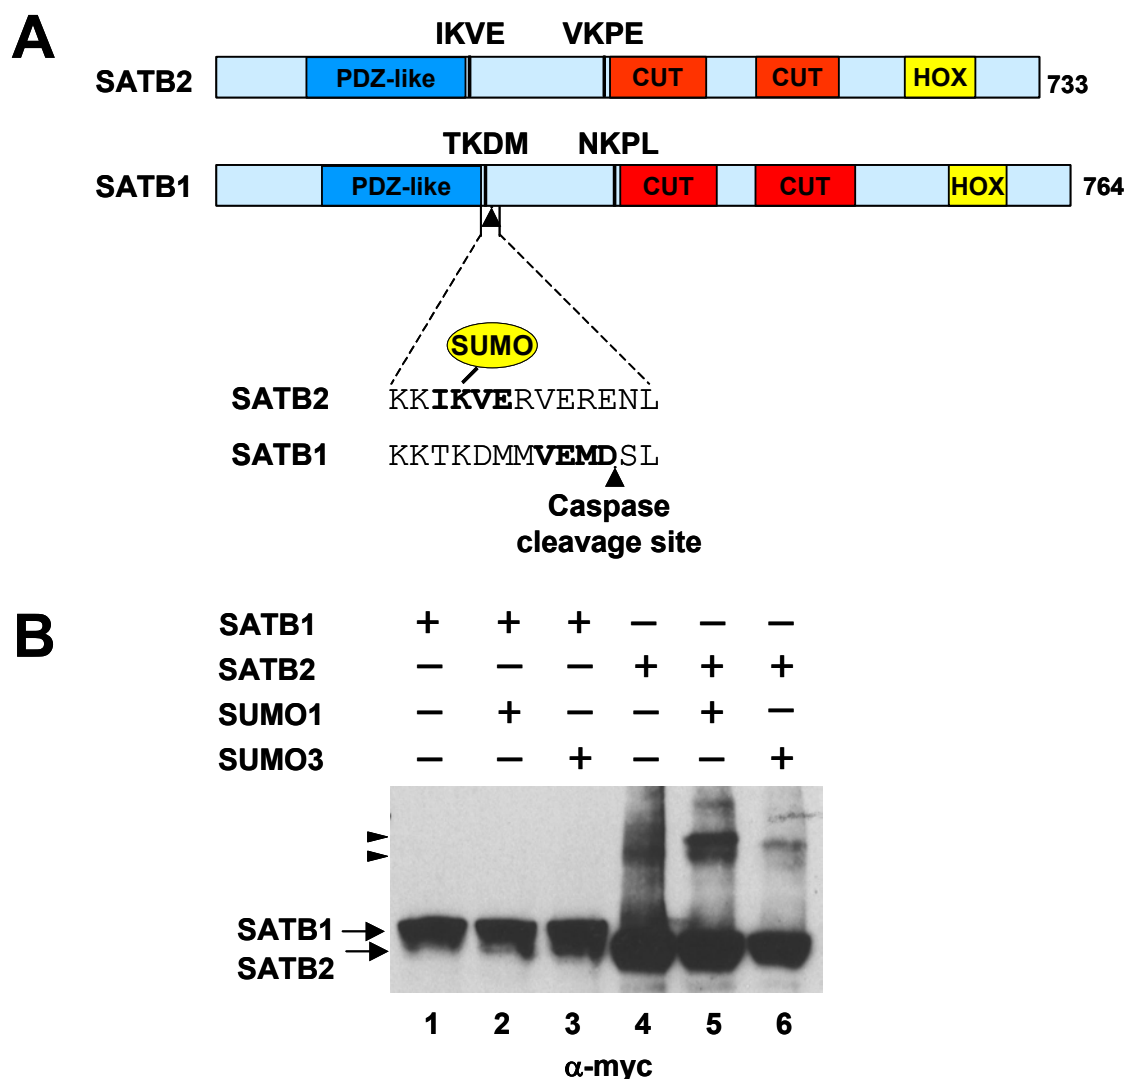 A
IKVE VKPE
SATB2 PDZ-like CUT CUT HOX 733
TKDM NKPL
SATB1 PDZ-like CUT CUT HOX 764
SUMO
SATB2 KKIKVERVERENL
SATB1 KKTKDMMVEMDSL
Caspase
cleavage site
B
SATB1 + + + − − −
SATB2 − − − + + +
SUMO1 − + − − + −
SUMO3 − − + − − +
SATB1
SATB2
1 2 3 4 5 6
α-myc